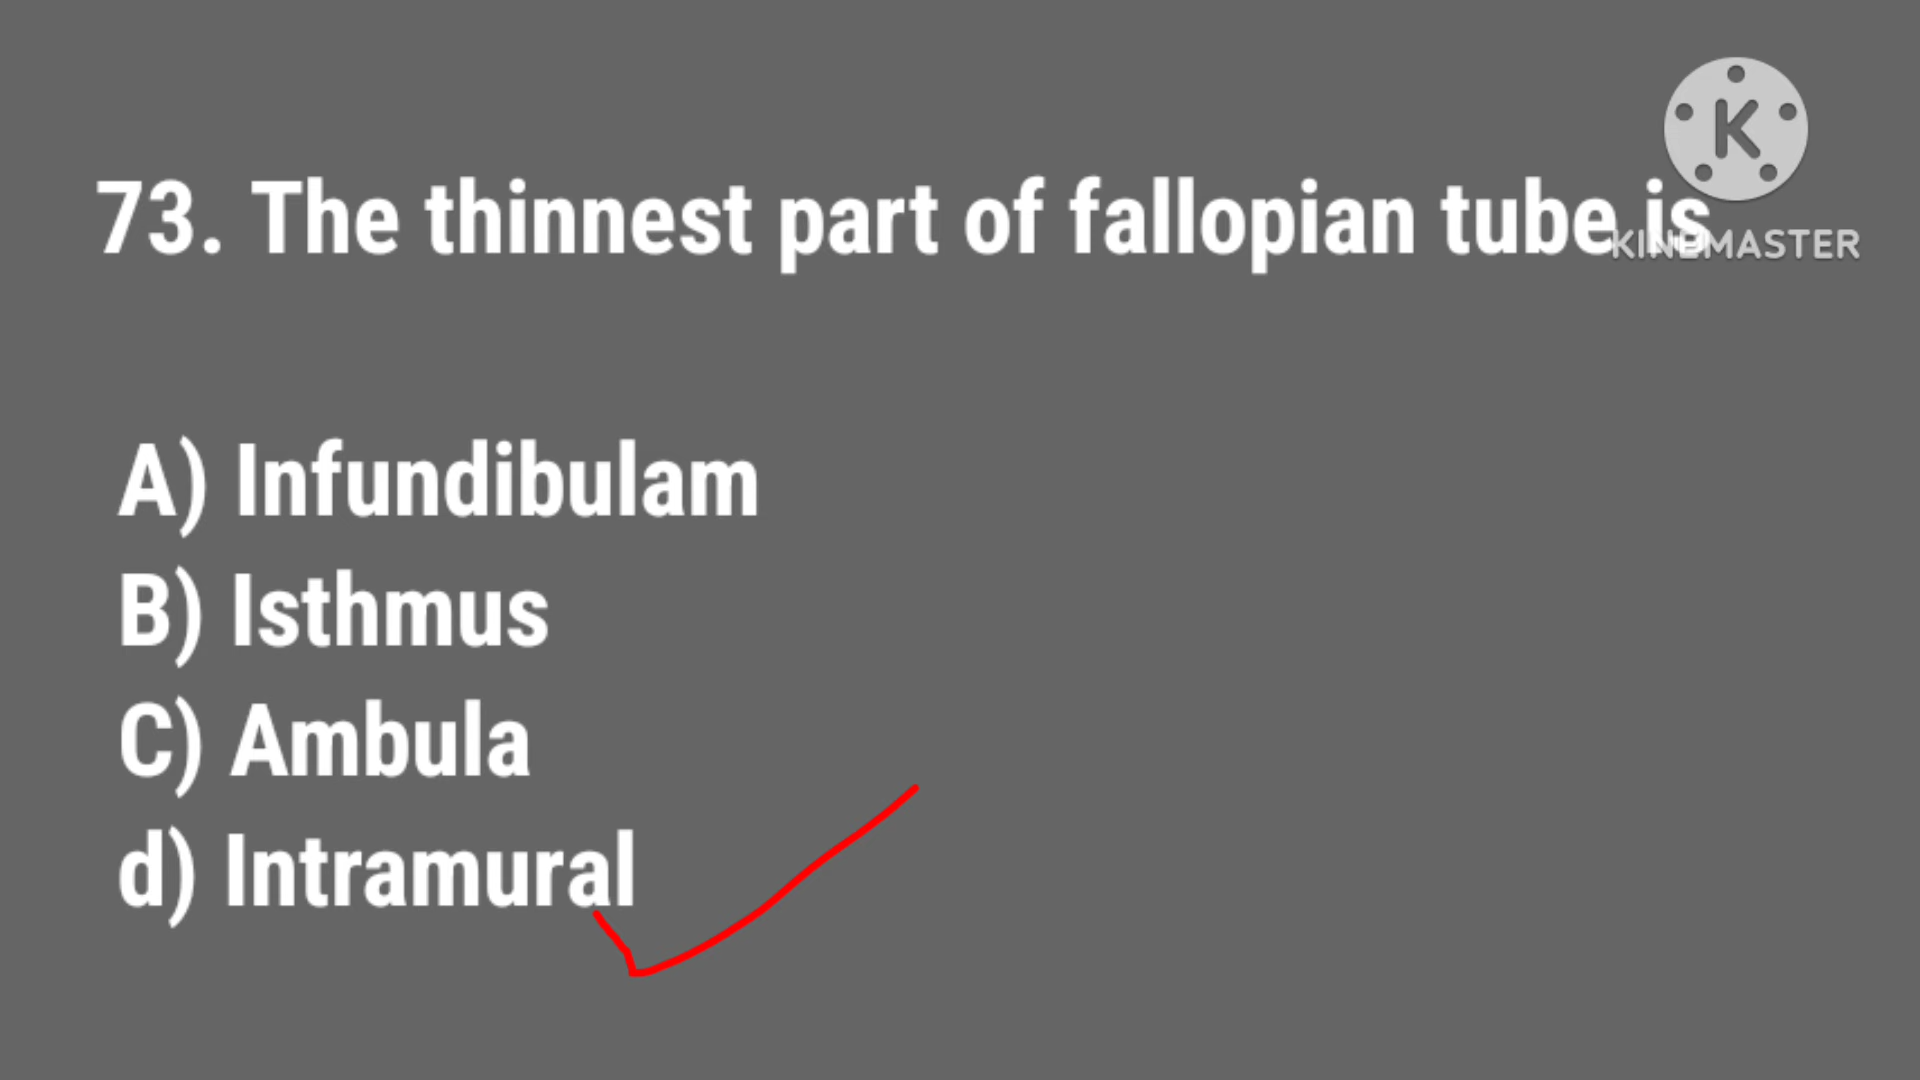 73. The thinnest part of fallopian tube is
K
KINEMASTER
A) Infundibulam
B) Isthmus
C) Ambula
d) Intramural